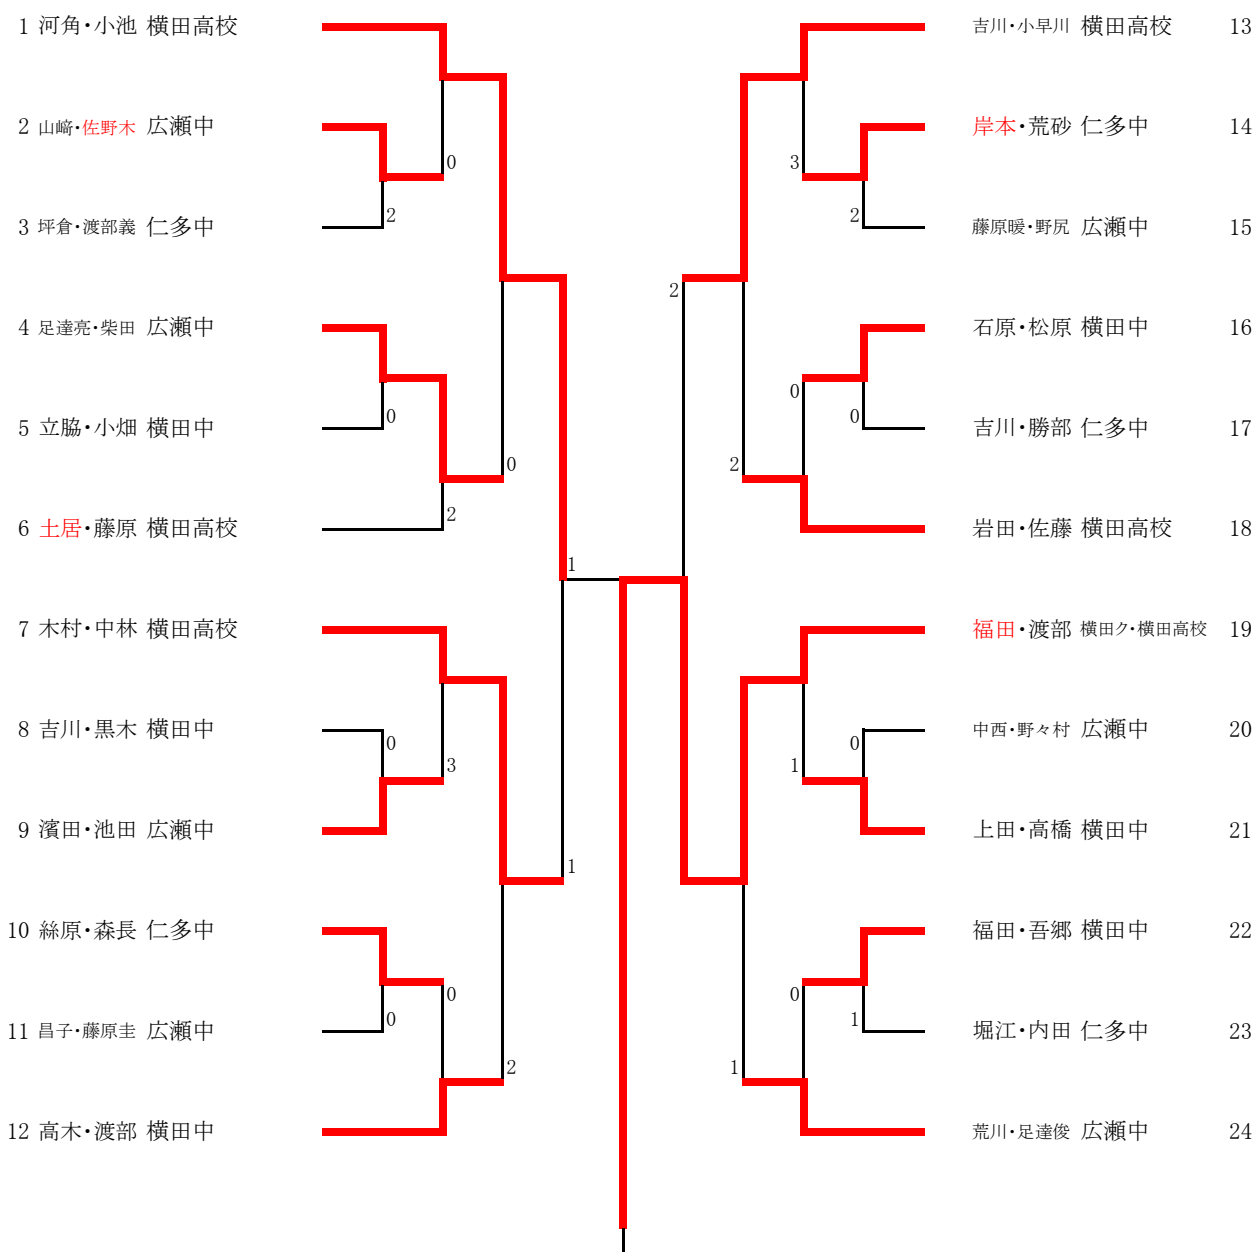 1 河角・小池 横田高校
2 山﨑・佐野木 広瀬中
0
2
3 坪倉・渡部義 仁多中
4 足達亮・柴田 広瀬中
0
5 立脇・小畑 横田中
0
2
6 土居・藤原 横田高校
1
7 木村・中林 横田高校
8 吉川・黒木 横田中
0
3
9 濱田・池田 広瀬中
1
10 絲原・森長 仁多中
0
0
11 昌子・藤原圭 広瀬中
2
12 高木・渡部 横田中
吉川・小早川 横田高校 13
岸本・荒砂 仁多中 14
3
2
藤原暖・野尻 広瀬中 15
2
石原・松原 横田中 16
0
0
吉川・勝部 仁多中 17
2
岩田・佐藤 横田高校 18
福田・渡部 横田ク・横田高校 19
中西・野々村 広瀬中 20
0
1
上田・高橋 横田中 21
福田・吾郷 横田中 22
0
1
堀江・内田 仁多中 23
1
荒川・足達俊 広瀬中 24